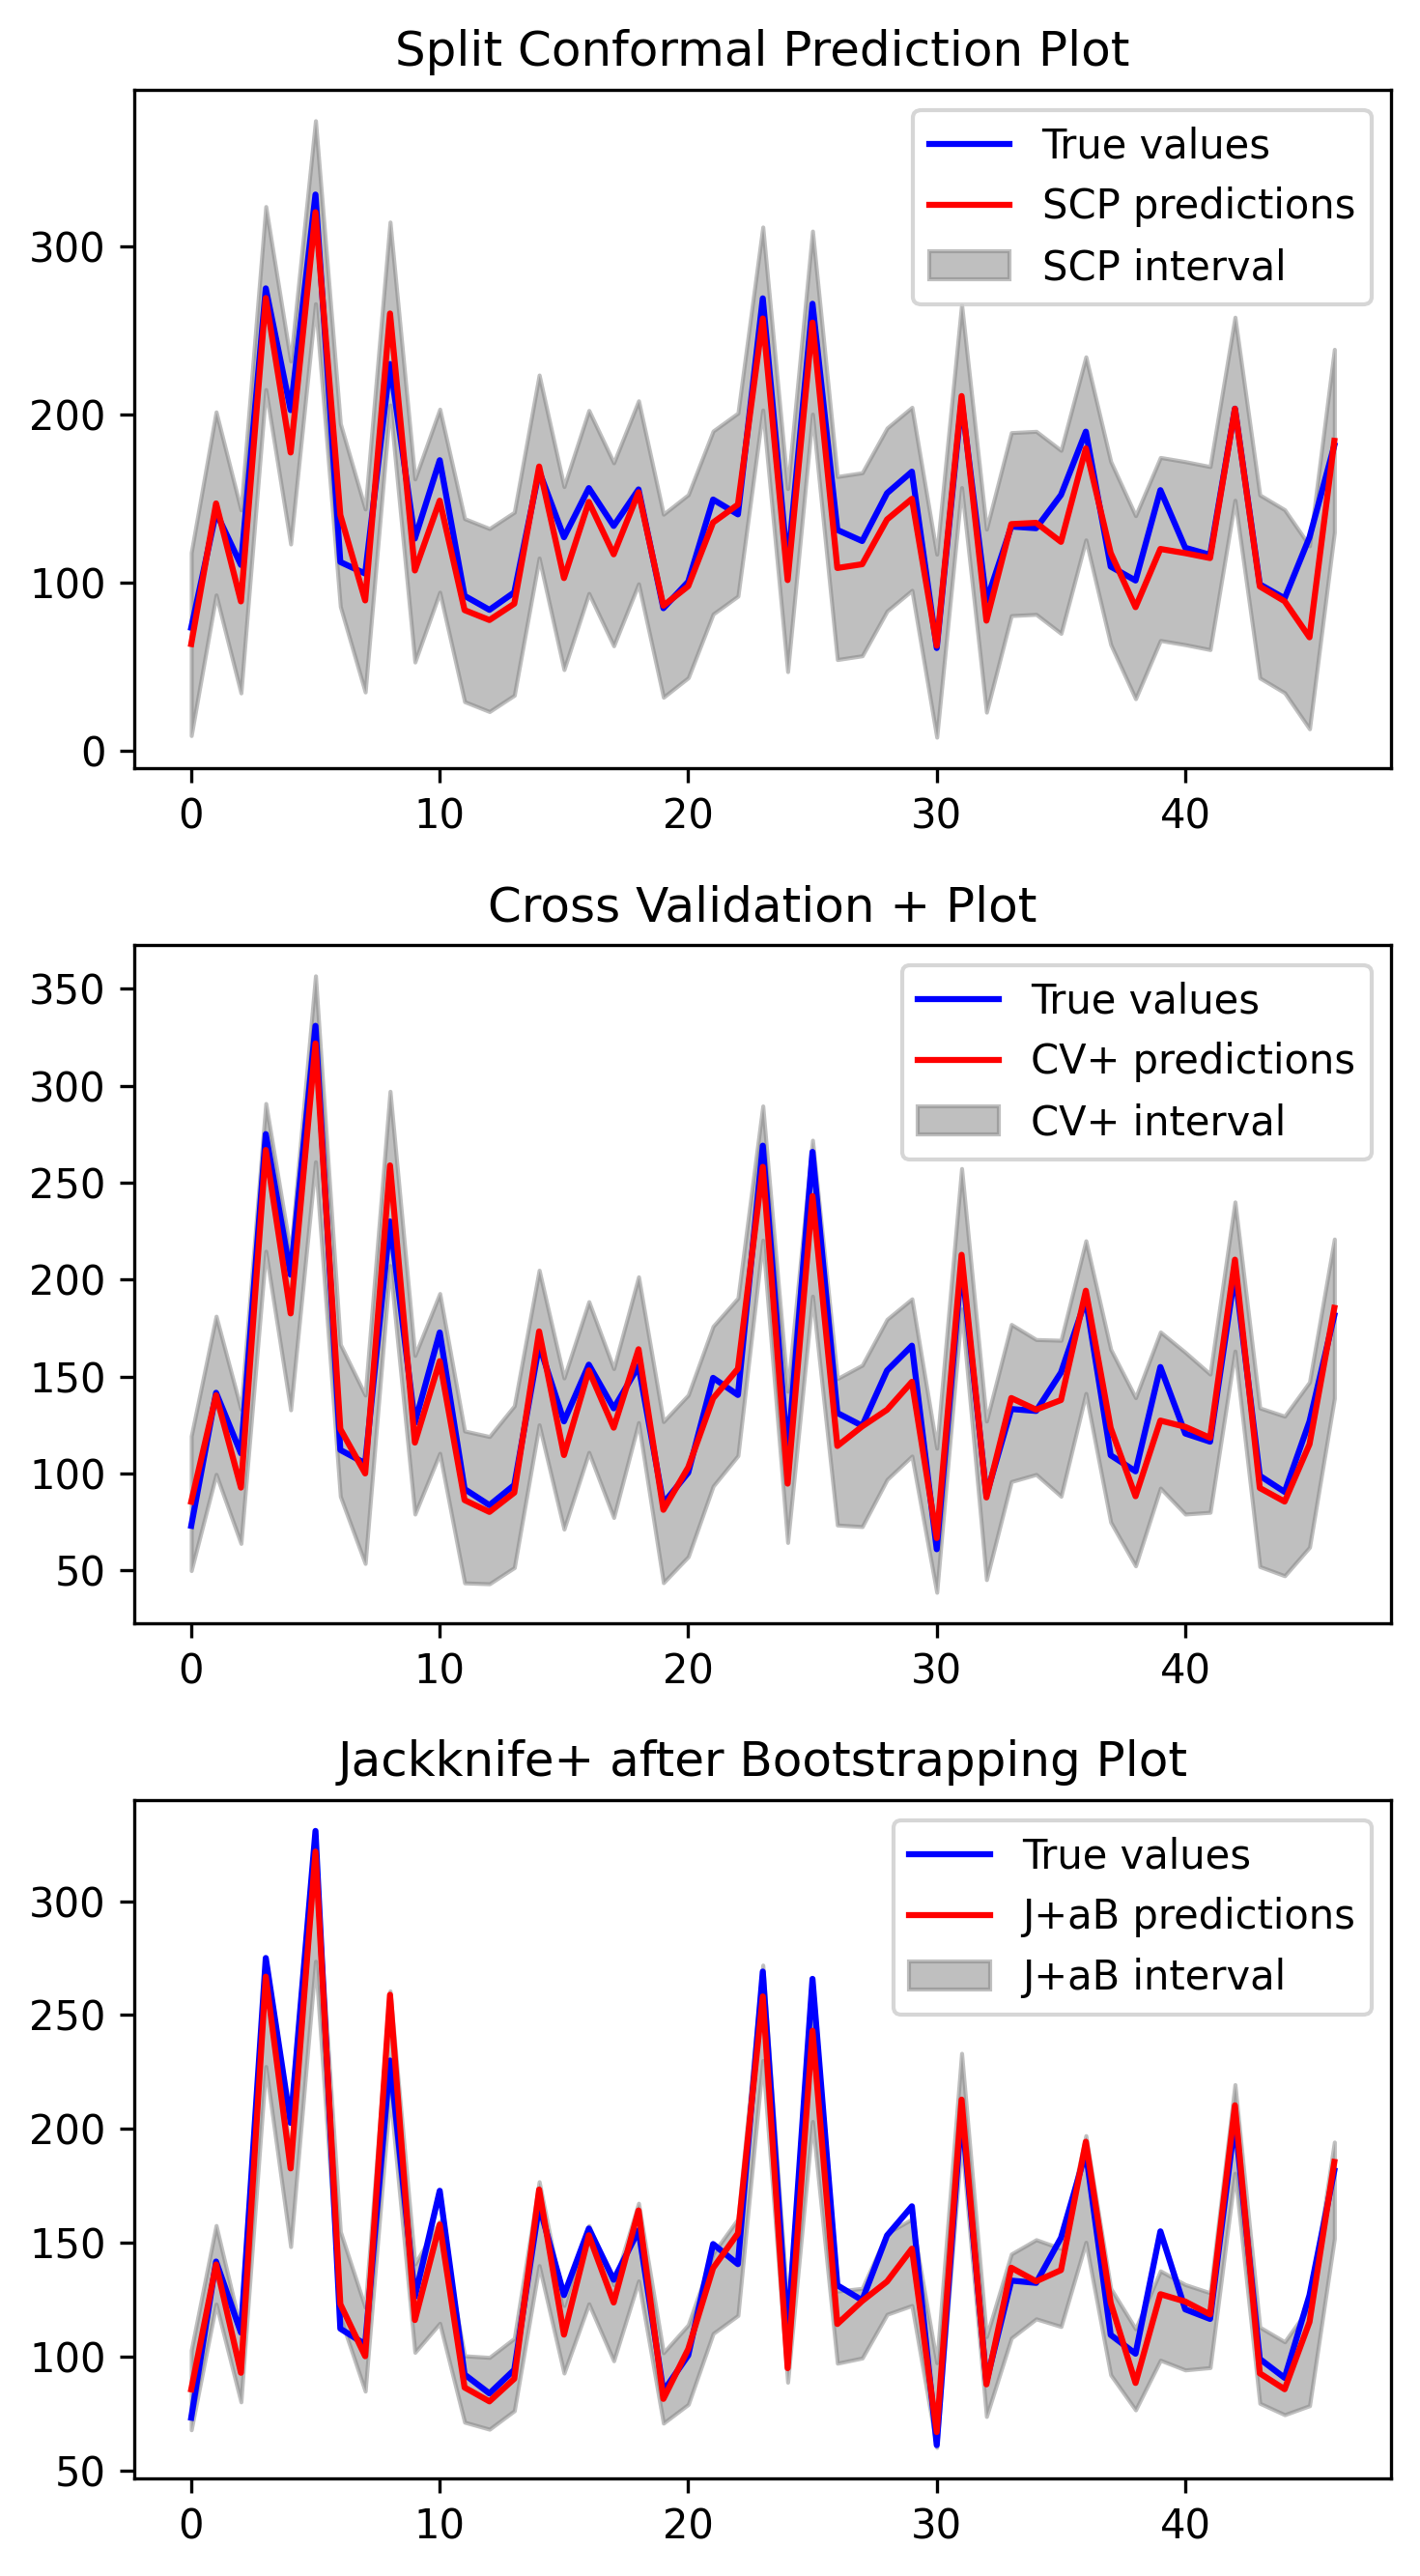 Split Conformal Prediction Plot
True values
SCP predictions
SCP interval
300
200
100
0
0 10 20 30 40
Cross Validation + Plot
True values
CV+ predictions
CV+ interval
350
300
250
200
150
100
50
0 10 20 30 40
Jackknife+ after Bootstrapping Plot
True values
J+aB predictions
J+aB interval
300
250
200
150
100
50
0 10 20 30 40